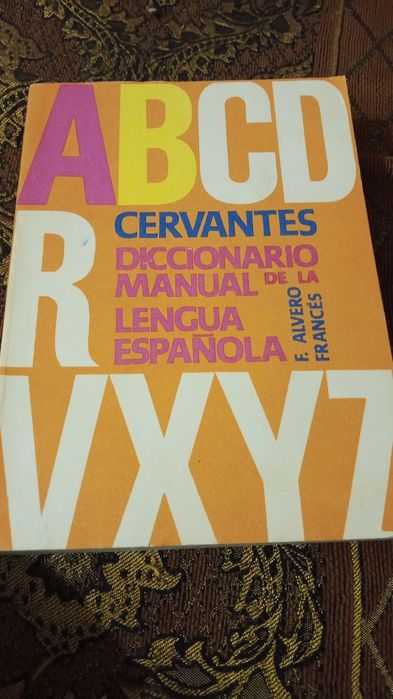 ABCD
R
CERVANTES
DICCIONARIO
MANUAL DE LA
LENGUA
ESPAÑOLA
F. ALVERO
FRANCÉS
VXYZ